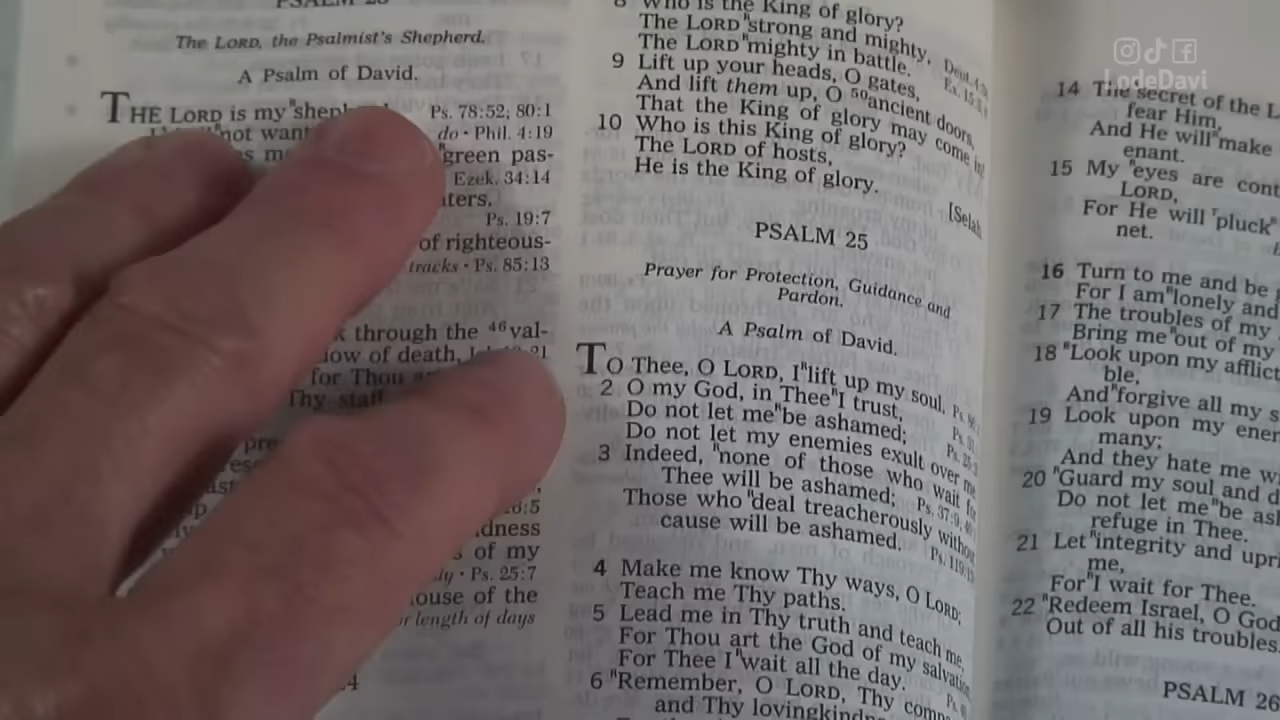 The LORD, the Psalmist's Shepherd.
A Psalm of David.
THE LORD is my "shep
Ps. 78:52; 80:1
not want
do • Phil. 4:19
"green pas-
Ezek. 34:14
Ps. 19:7
of righteous-
tracks • Ps. 85:13
through the 46val-
of death,
for Thou
Thy staff
dness
of my
Ps. 25:7
of the
length of days
8 Who is the King of glory?
The LORD "strong and mighty,
The LORD "mighty in battle.
9 Lift up your heads, O gates,
And lift them up, O 50ancient doors,
That the King of glory may come in!
10 Who is this King of glory?
The LORD of hosts,
He is the King of glory.
[Selah
PSALM 25
Prayer for Protection, Guidance and
Pardon.
A Psalm of David.
TO Thee, O LORD, I "lift up my soul.
2 O my God, in Thee "I trust,
Do not let me "be ashamed;
Do not let my enemies exult over me.
3 Indeed, "none of those who wait for
Thee will be ashamed;
Those who "deal treacherously without
cause will be ashamed.
4 Make me know Thy ways, O LORD;
Teach me Thy paths.
5 Lead me in Thy truth and teach me,
For Thou art the God of my salvation;
For Thee I "wait all the day.
6 "Remember, O LORD, Thy
and Thy
14 The "secret of the
fear Him,
And He will "make
enant.
15 My "eyes are
LORD,
For He will "pluck
net.
16 Turn to me and be
For I am "lonely and
17 The troubles of my
Bring me "out of my
18 "Look upon my
ble,
And "forgive all my
19 Look upon my
many;
And they hate me
20 "Guard my soul and
Do not let me "be
refuge in Thee.
21 Let "integrity and
me,
For "I wait for Thee.
22 "Redeem Israel, O God
Out of all his troubles.
PSALM 26
LodeDavi